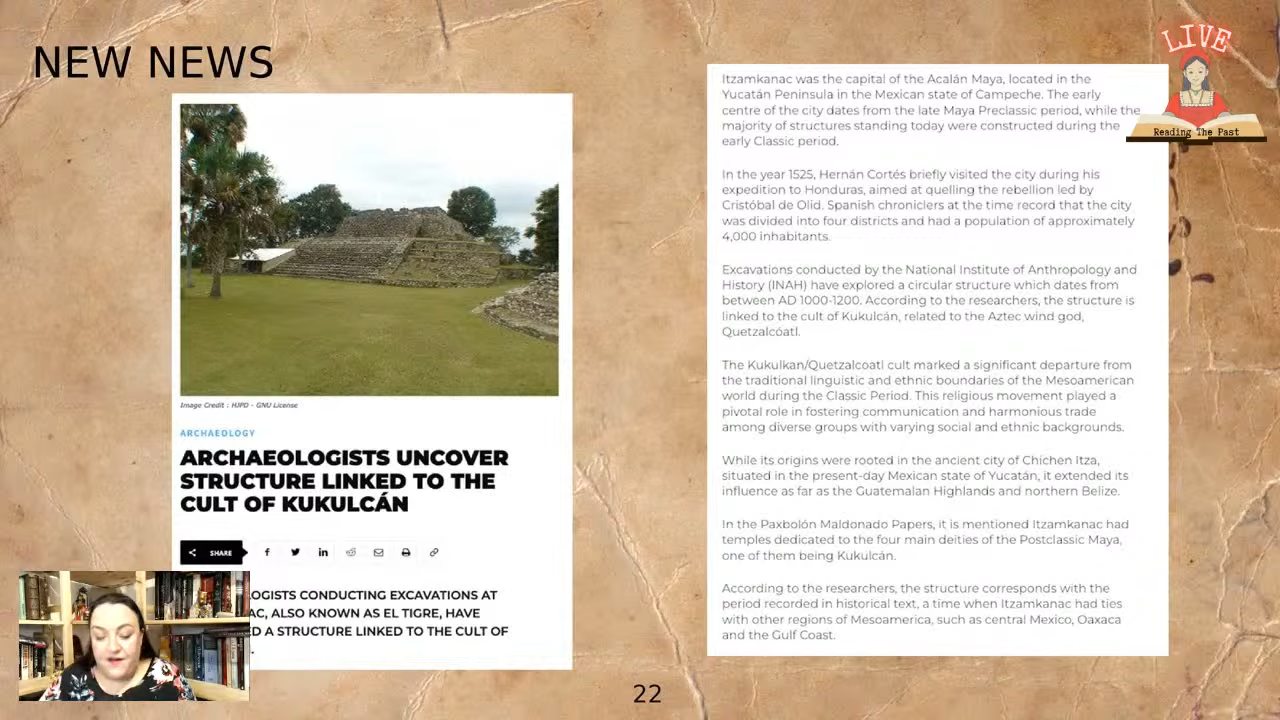 NEW NEWS
Image Credit : HJPD - GNU License
ARCHAEOLOGY
ARCHAEOLOGISTS UNCOVER
STRUCTURE LINKED TO THE
CULT OF KUKULCÁN
SHARE
OGISTS CONDUCTING EXCAVATIONS AT
AC, ALSO KNOWN AS EL TIGRE, HAVE
D A STRUCTURE LINKED TO THE CULT OF
Itzamkanac was the capital of the Acalán Maya, located in the
Yucatán Peninsula in the Mexican state of Campeche. The early
centre of the city dates from the late Maya Preclassic period, while the
majority of structures standing today were constructed during the
early Classic period.
In the year 1525, Hernán Cortés briefly visited the city during his
expedition to Honduras, aimed at quelling the rebellion led by
Cristóbal de Olid. Spanish chroniclers at the time record that the city
was divided into four districts and had a population of approximately
4,000 inhabitants.
Excavations conducted by the National Institute of Anthropology and
History (INAH) have explored a circular structure which dates from
between AD 1000-1200. According to the researchers, the structure is
linked to the cult of Kukulcán, related to the Aztec wind god,
Quetzalcóatl.
The Kukulkan/Quetzalcoatl cult marked a significant departure from
the traditional linguistic and ethnic boundaries of the Mesoamerican
world during the Classic Period. This religious movement played a
pivotal role in fostering communication and harmonious trade
among diverse groups with varying social and ethnic backgrounds.
While its origins were rooted in the ancient city of Chichen Itza,
situated in the present-day Mexican state of Yucatán, it extended its
influence as far as the Guatemalan Highlands and northern Belize.
In the Paxbolón Maldonado Papers, it is mentioned Itzamkanac had
temples dedicated to the four main deities of the Postclassic Maya,
one of them being Kukulcán.
According to the researchers, the structure corresponds with the
period recorded in historical text, a time when Itzamkanac had ties
with other regions of Mesoamerica, such as central Mexico, Oaxaca
and the Gulf Coast.
LIVE
Reading The Past
22